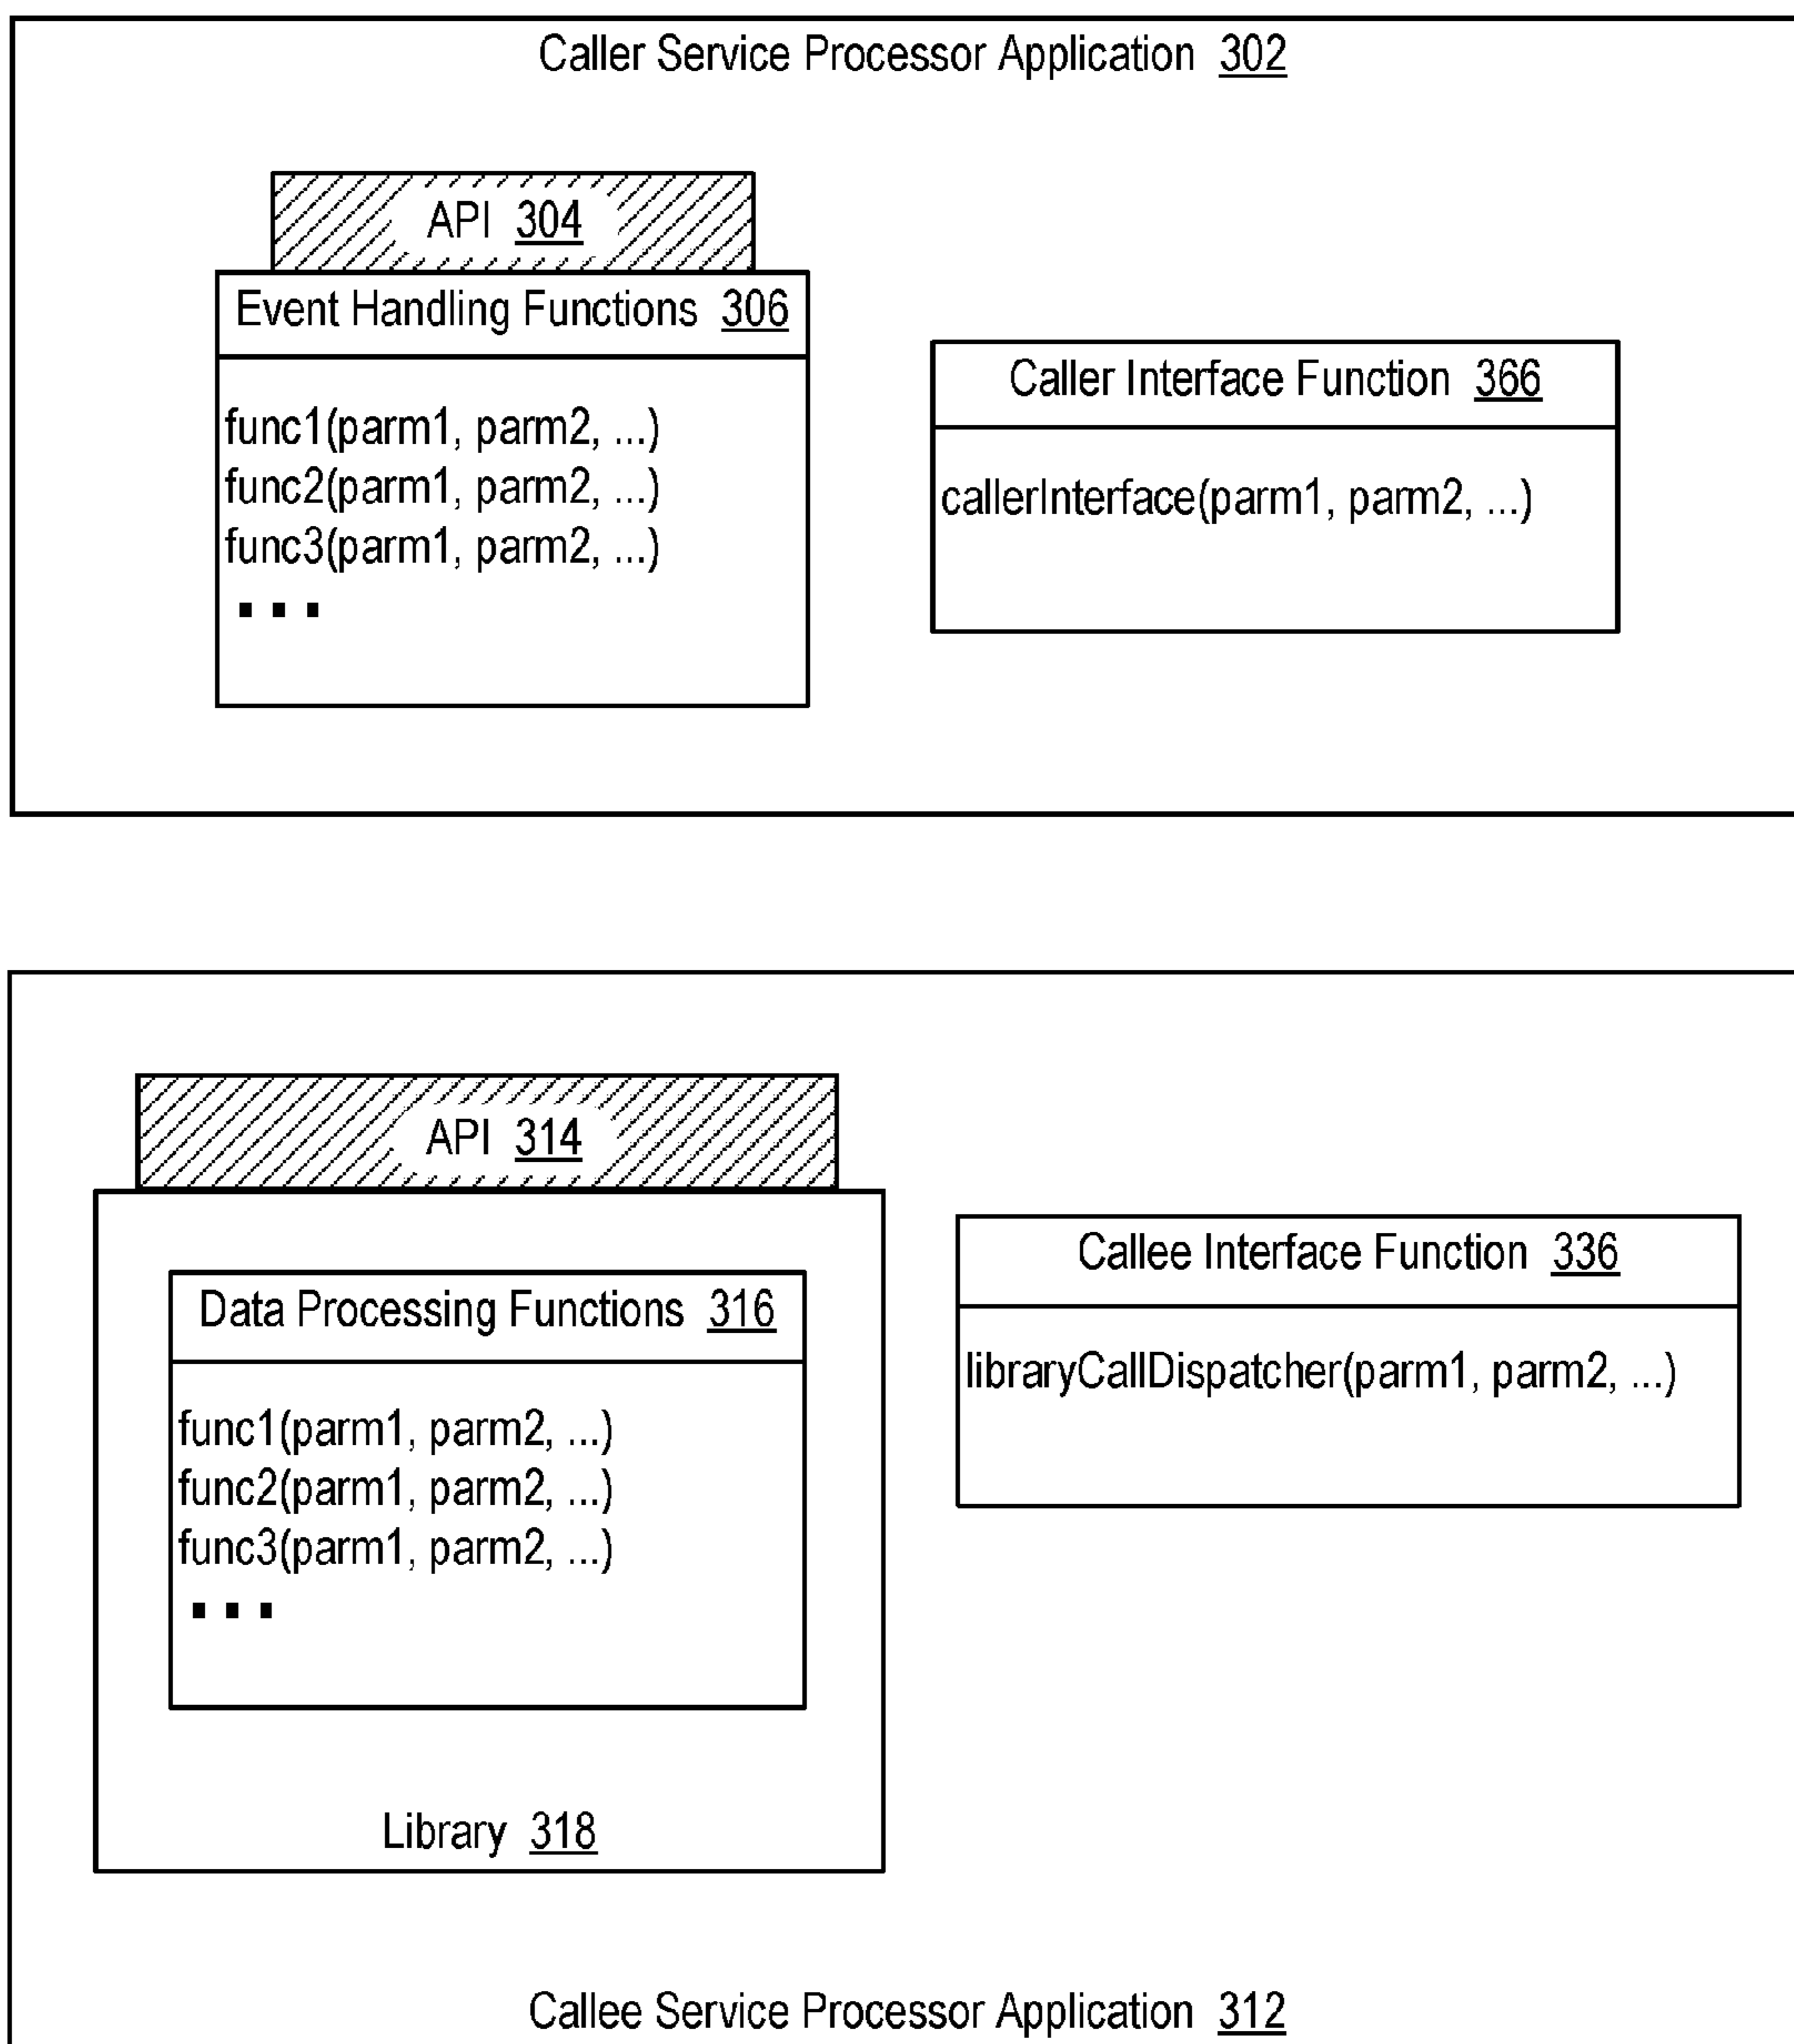 Caller Service Processor Application 302
API 304
Event Handling Functions 306
func1(parm1, parm2, ...)
func2(parm1, parm2, ...)
func3(parm1, parm2, ...)
...
Caller Interface Function 366
callerInterface(parm1, parm2, ...)
API 314
Data Processing Functions 316
func1(parm1, parm2, ...)
func2(parm1, parm2, ...)
func3(parm1, parm2, ...)
...
Library 318
Callee Interface Function 336
libraryCallDispatcher(parm1, parm2, ...)
Callee Service Processor Application 312